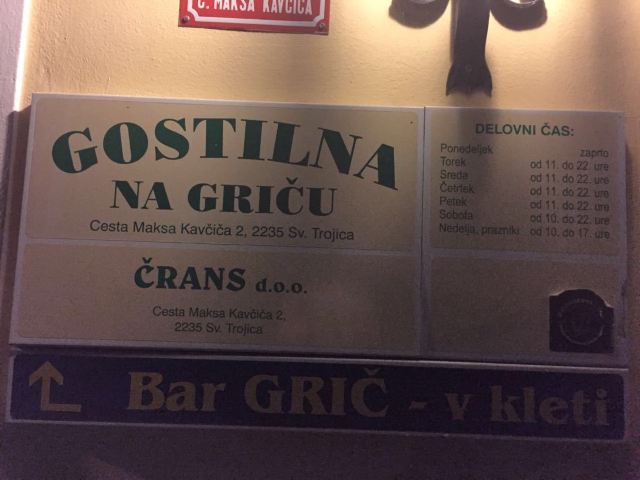 C. MAKSA KAVČIČA
GOSTILNA
NA GRIČU
Cesta Maksa Kavčiča 2, 2235 Sv. Trojica
ČRANS d.o.o.
Cesta Maksa Kavčiča 2,
2235 Sv. Trojica
DELOVNI ČAS:
Ponedeljek zaprto
Torek od 11. do 22. ure
Sreda od 11. do 22. ure
Četrtek od 11. do 22. ure
Petek od 11. do 22. ure
Sobota od 10. do 22. ure
Nedelja, prazniki od 10. do 17. ure
Bar GRIČ - v kleti